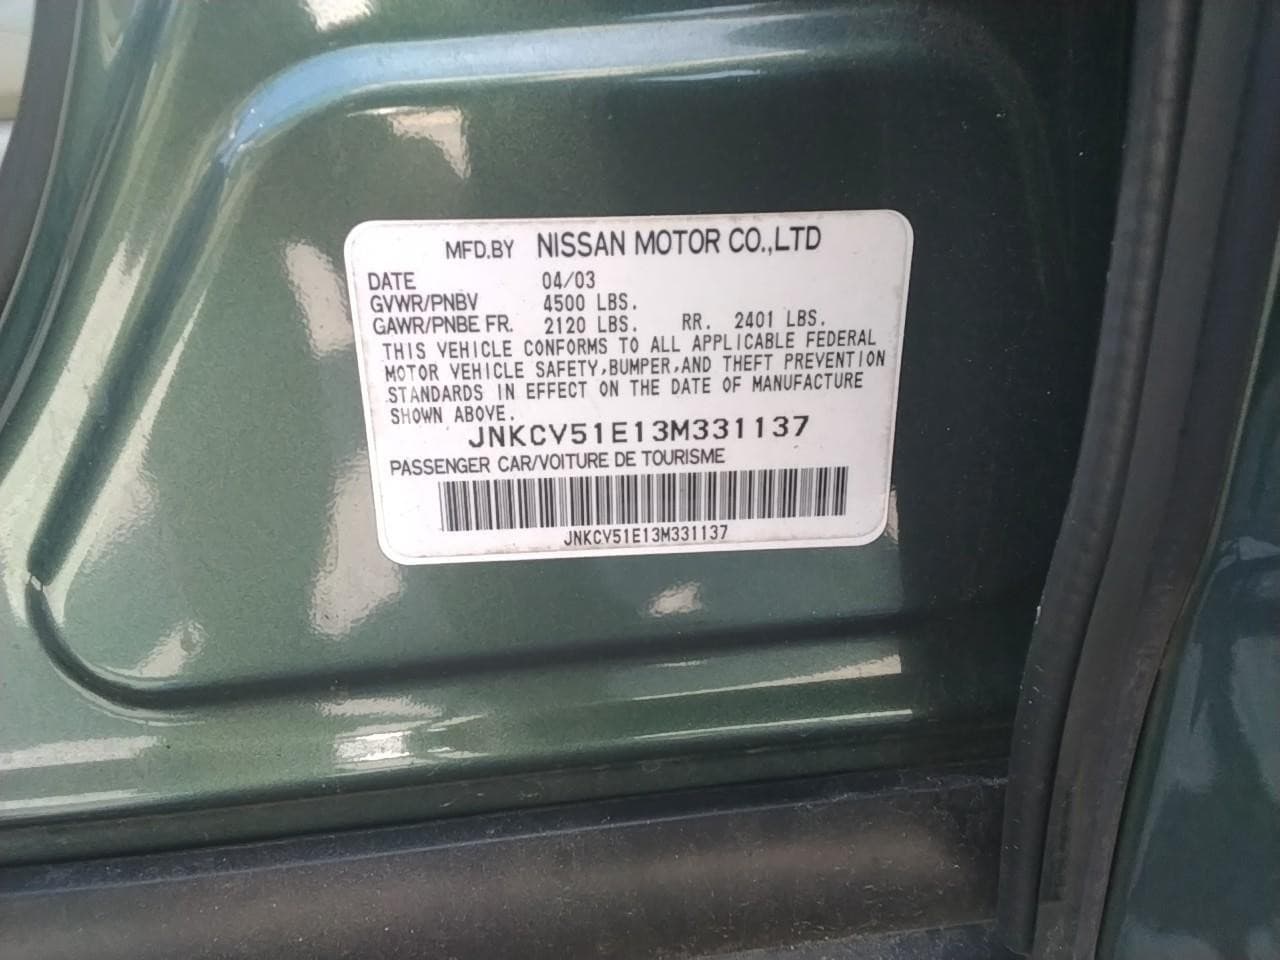 MFD.BY NISSAN MOTOR CO.,LTD
DATE 04/03
GVWR/PNBV 4500 LBS.
GAWR/PNBE FR. 2120 LBS. RR. 2401 LBS.
THIS VEHICLE CONFORMS TO ALL APPLICABLE FEDERAL
MOTOR VEHICLE SAFETY,BUMPER,AND THEFT PREVENTION
STANDARDS IN EFFECT ON THE DATE OF MANUFACTURE
SHOWN ABOVE.
JNKCV51E13M331137
PASSENGER CAR/VOITURE DE TOURISME
JNKCV51E13M331137